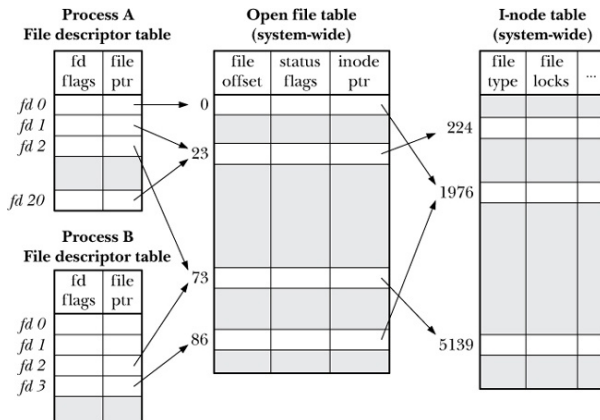 Process A
File descriptor table
fd
flags
file
ptr
fd 0
fd 1
fd 2
fd 20
Process B
File descriptor table
fd
flags
file
ptr
fd 0
fd 1
fd 2
fd 3
Open file table
(system-wide)
file
offset
status
flags
inode
ptr
0
23
73
86
I-node table
(system-wide)
file
type
file
locks
...
224
1976
5139